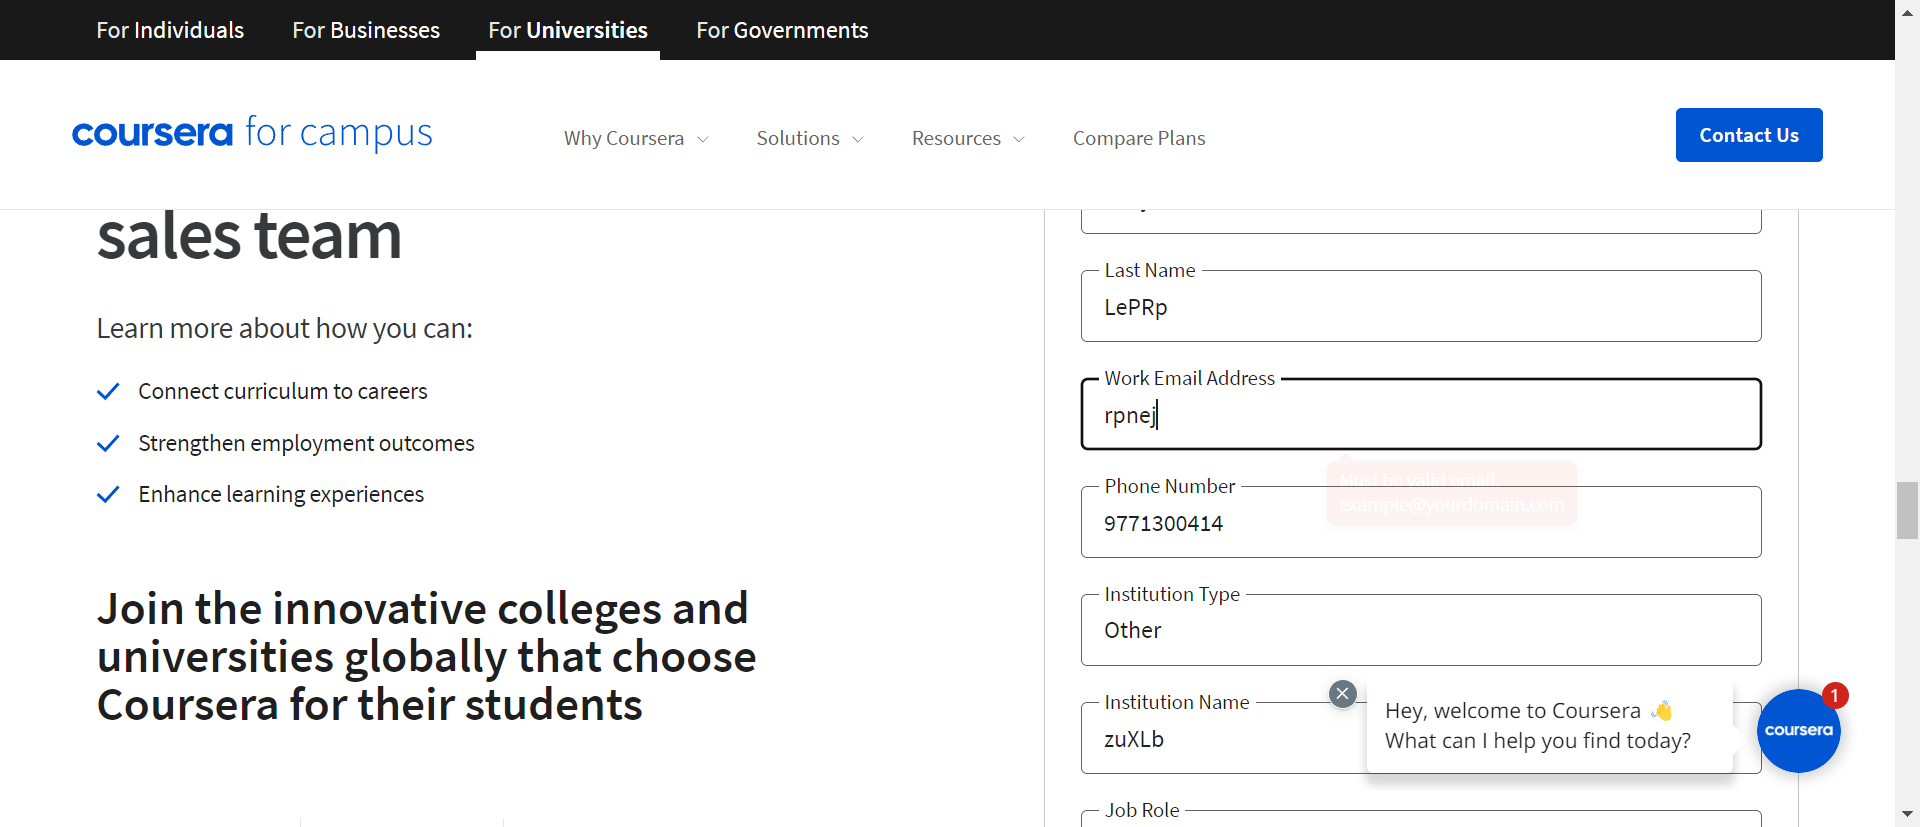 For Individuals
For Businesses
For Universities
For Governments
coursera for campus
Why Coursera
Solutions
Resources
Compare Plans
Contact Us
sales team
Learn more about how you can:
Connect curriculum to careers
Strengthen employment outcomes
Enhance learning experiences
Join the innovative colleges and
universities globally that choose
Coursera for their students
Last Name
LePRp
Work Email Address
rpnej
Must be valid email.
example@yourdomain.com
Phone Number
9771300414
Institution Type
Other
Institution Name
zuXLb
Job Role
Hey, welcome to Coursera 👋
What can I help you find today?
coursera
1